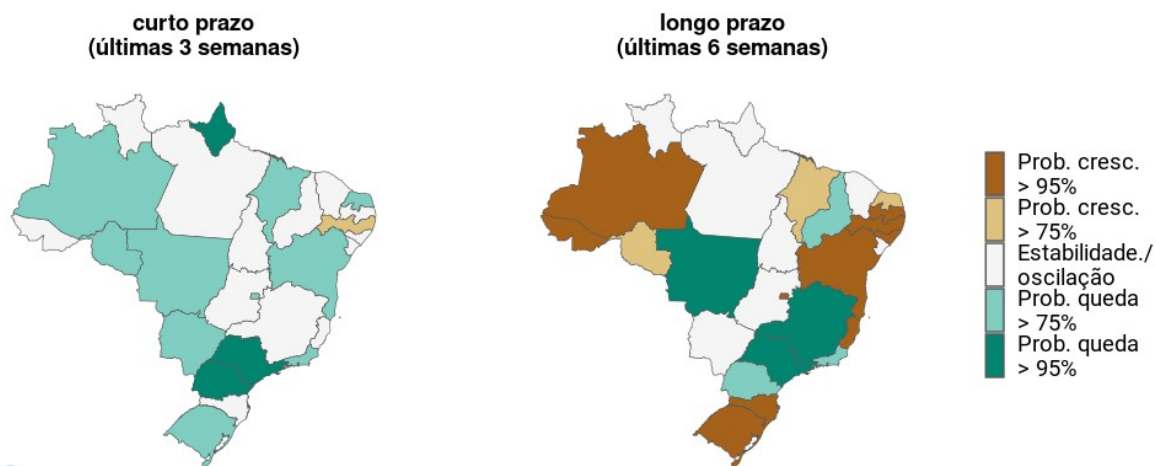 curto prazo
(últimas 3 semanas)
longo prazo
(últimas 6 semanas)
Prob. cresc.
> 95%
Prob. cresc.
> 75%
Estabilidade./
oscilação
Prob. queda
> 75%
Prob. queda
> 95%